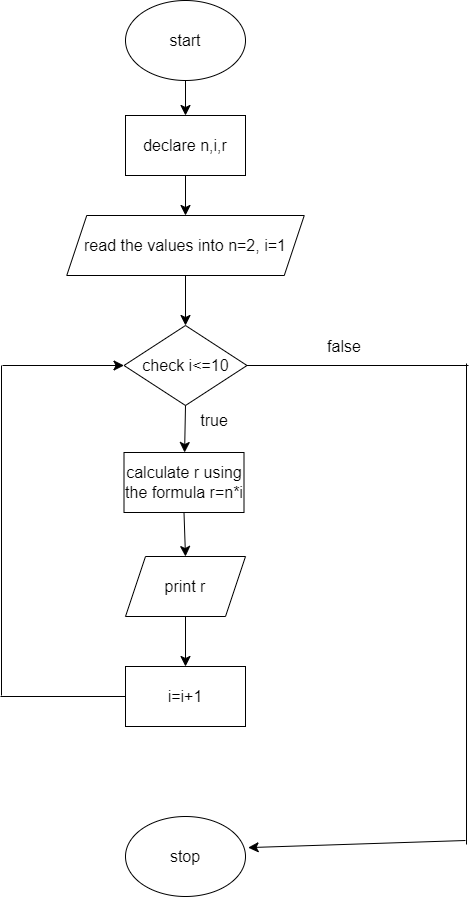 start
declare n,i,r
read the values into n=2, i=1
check i<=10
false
true
calculate r using
the formula r=n*i
print r
i=i+1
stop